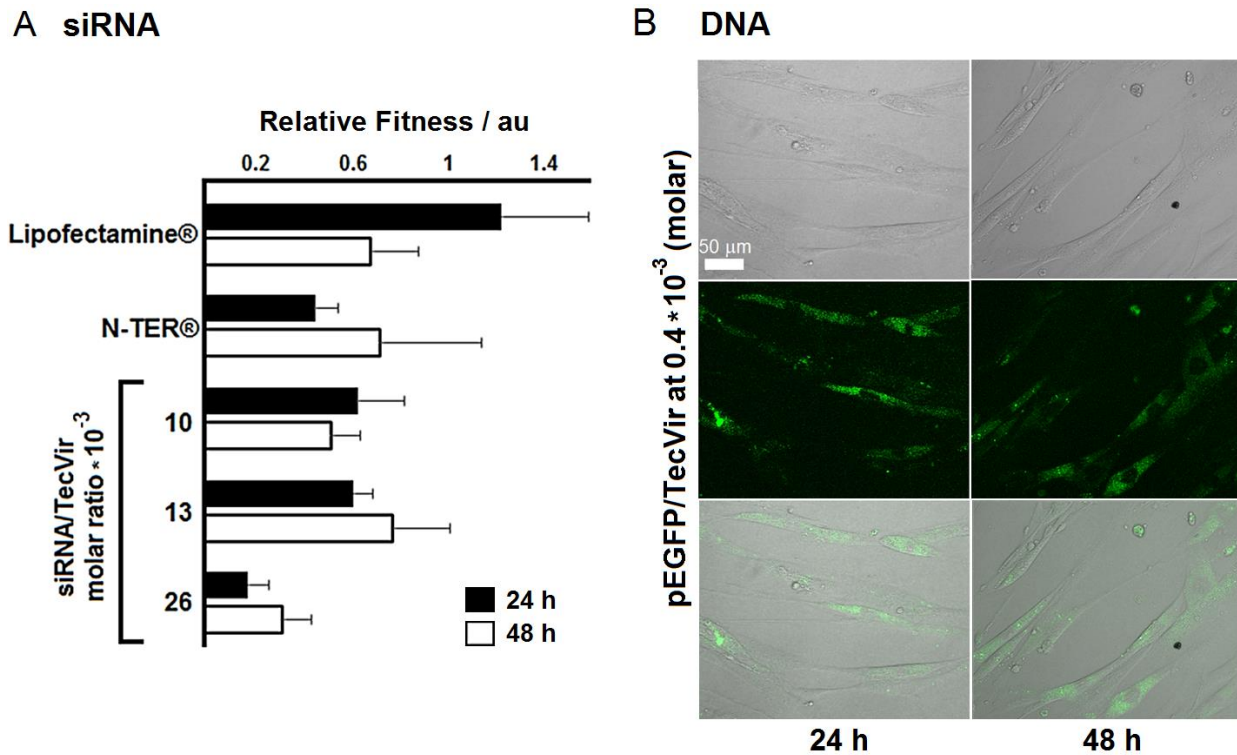 A siRNA
Relative Fitness / au
0.2 0.6 1 1.4
Lipofectamine®
N-TER®
siRNA/TecVir
molar ratio*10-3
10
13
26
24 h
48 h
B DNA
pEGFP/TecVir at 0.4*10-3 (molar)
50 μm
24 h 48 h